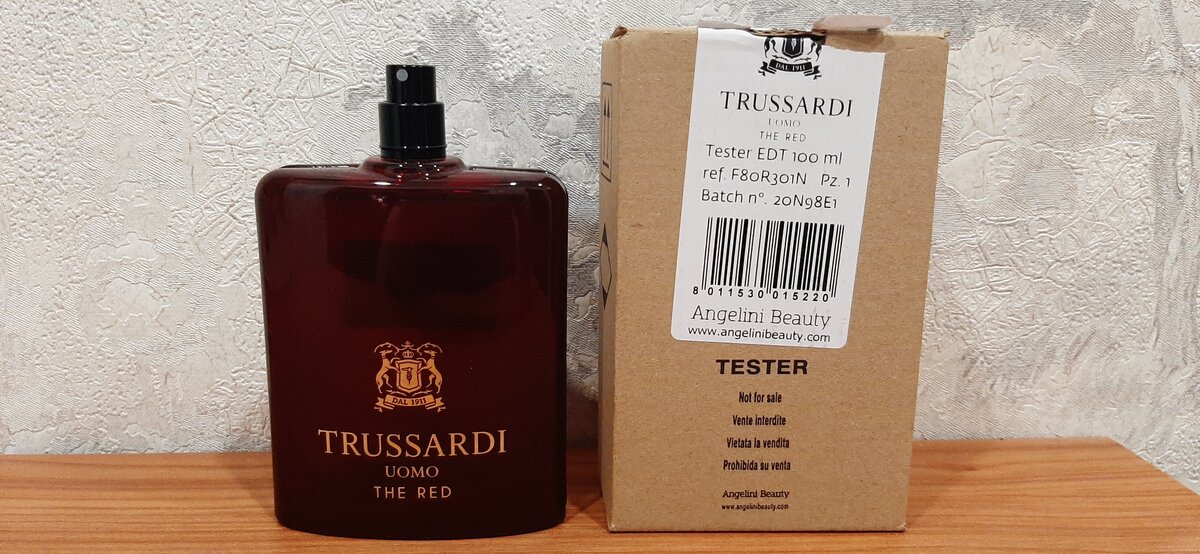 DAL 1911
TRUSSARDI
UOMO
THE RED
DAL 1911
TRUSSARDI
UOMO
THE RED
Tester EDT 100 ml
ref. F80R301N Pz. 1
Batch n°. 20N98E1
8 011530 015220
Angelini Beauty
www.angelinibeauty.com
TESTER
Not for sale
Vente interdite
Vietata la vendita
Prohibida su venta
Angelini Beauty
www.angelinibeauty.com